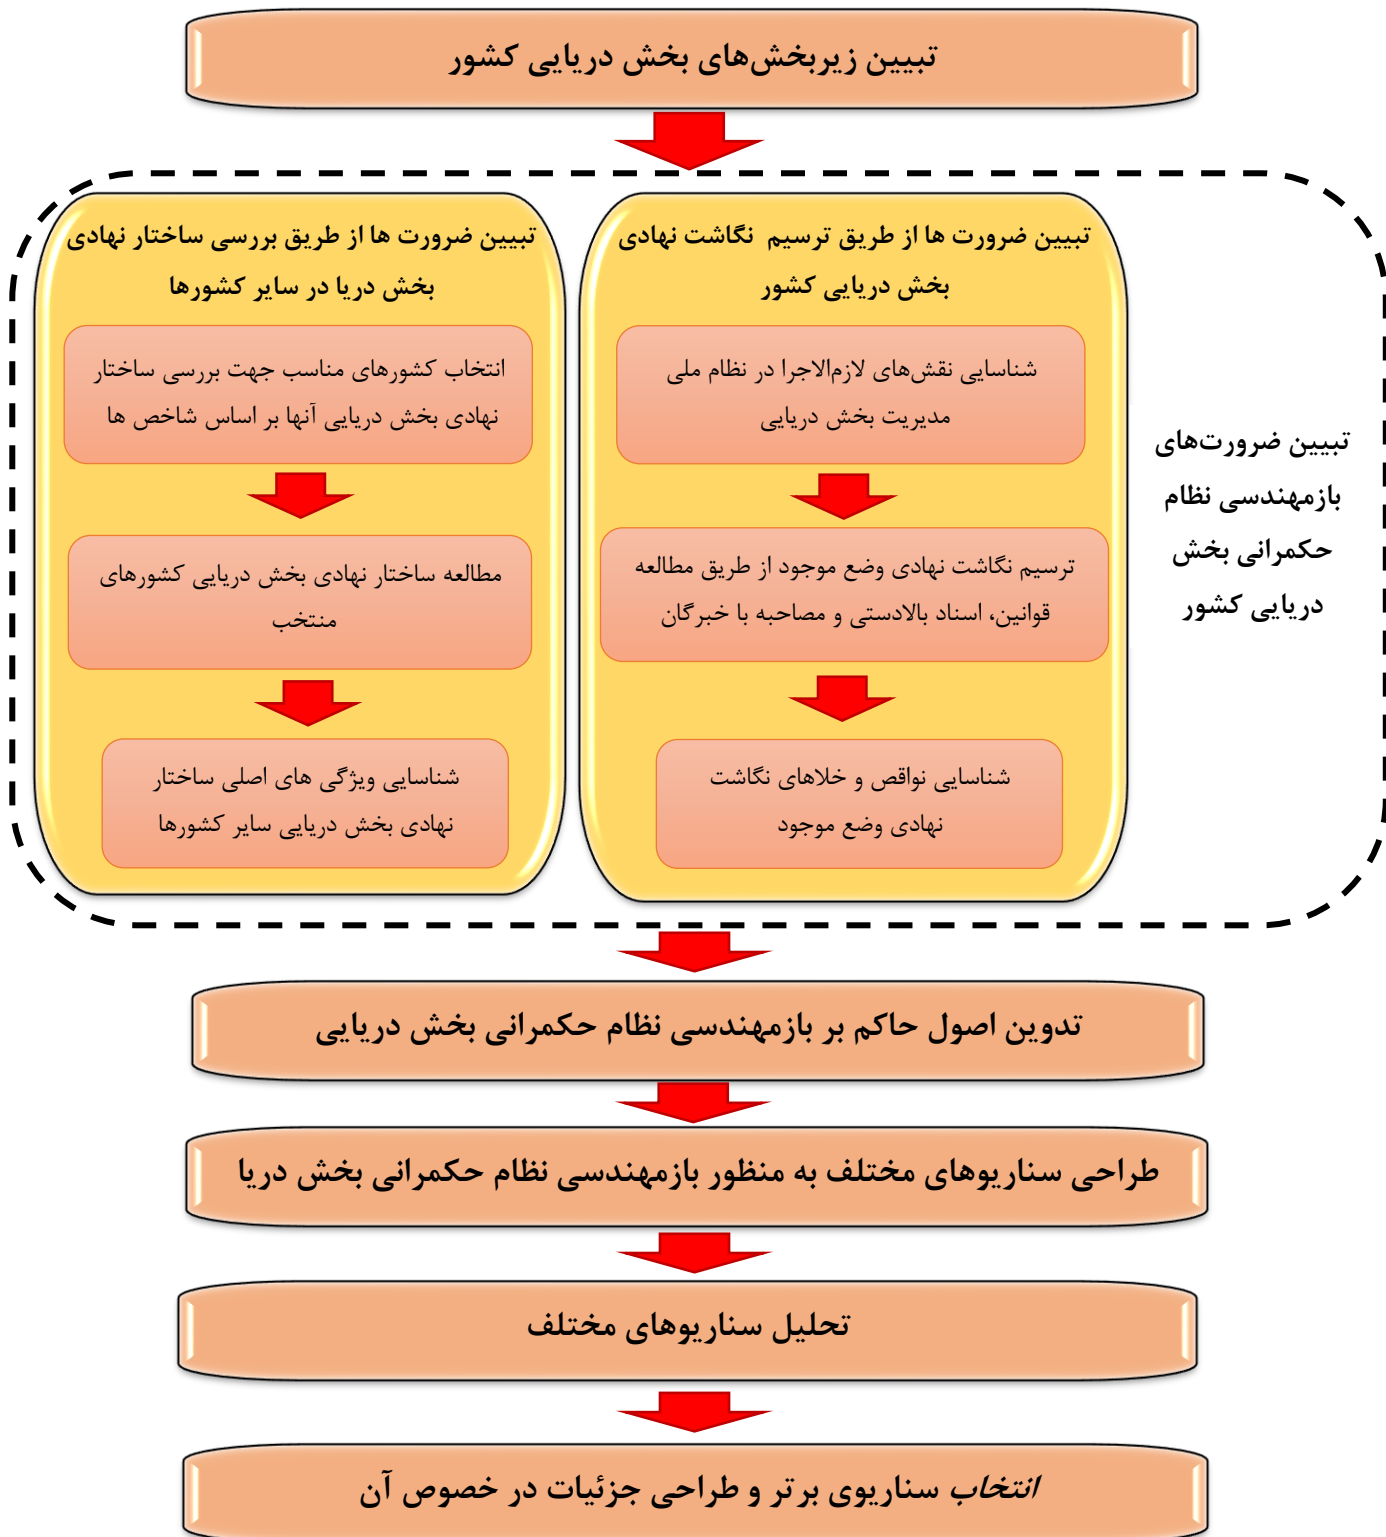 تبیین زیربخش‌های بخش دریایی کشور
تبیین ضرورت‌های
بازمهندسی نظام
حکمرانی بخش
دریایی کشور
تبیین ضرورت ها از طریق ترسیم نگاشت نهادی
بخش دریایی کشور
شناسایی نقش‌های لازم‌الاجرا در نظام ملی
مدیریت بخش دریایی
ترسیم نگاشت نهادی وضع موجود از طریق مطالعه
قوانین، اسناد بالادستی و مصاحبه با خبرگان
شناسایی نواقص و خلاهای نگاشت
نهادی وضع موجود
تبیین ضرورت ها از طریق بررسی ساختار نهادی
بخش دریا در سایر کشورها
انتخاب کشورهای مناسب جهت بررسی ساختار
نهادی بخش دریایی آنها بر اساس شاخص ها
مطالعه ساختار نهادی بخش دریایی کشورهای
منتخب
شناسایی ویژگی های اصلی ساختار
نهادی بخش دریایی سایر کشورها
تدوین اصول حاکم بر بازمهندسی نظام حکمرانی بخش دریایی
طراحی سناریوهای مختلف به منظور بازمهندسی نظام حکمرانی بخش دریا
تحلیل سناریوهای مختلف
انتخاب سناریوی برتر و طراحی جزئیات در خصوص آن